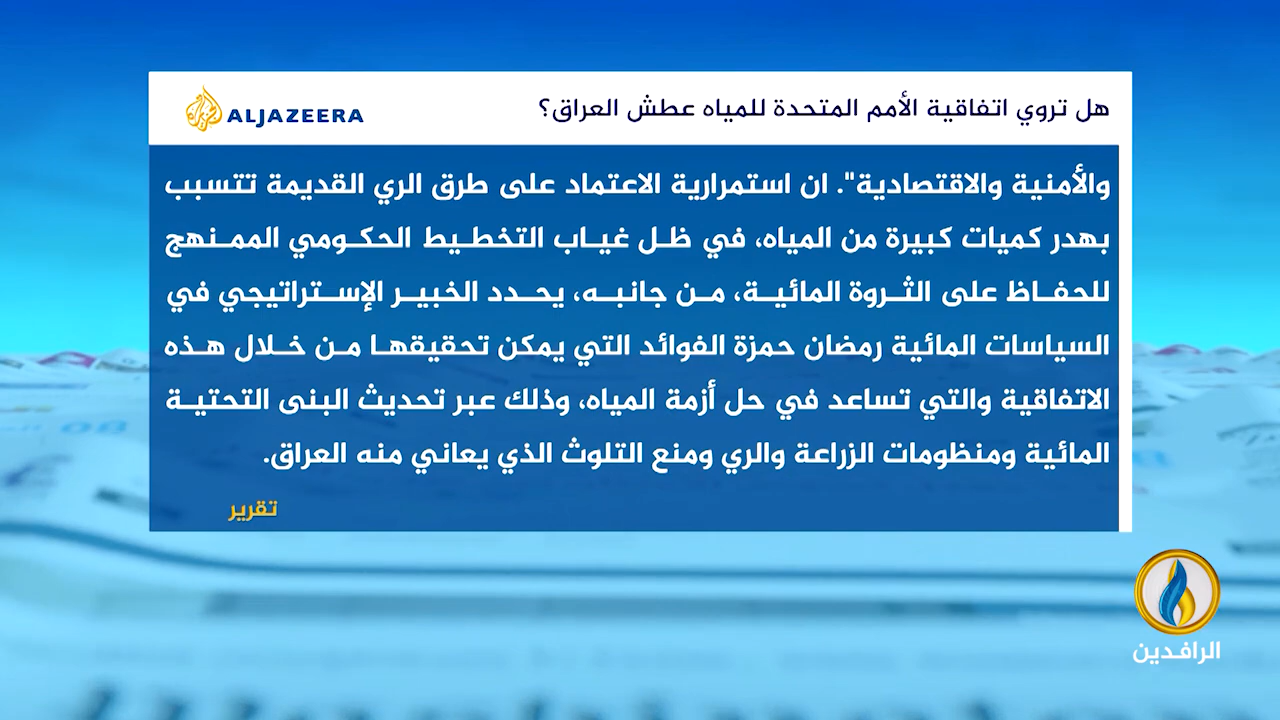 هل تروي اتفاقية الأمم المتحدة للمياه عطش العراق؟
ALJAZEERA
والأمنية والاقتصادية". ان استمرارية الاعتماد على طرق الري القديمة تتسبب
بهدر كميات كبيرة من المياه، في ظل غياب التخطيط الحكومي الممنهج
للحفاظ على الثروة المائية، من جانبه، يحدد الخبير الإستراتيجي في
السياسات المائية رمضان حمزة الفوائد التي يمكن تحقيقها من خلال هذه
الاتفاقية والتي تساعد في حل أزمة المياه، وذلك عبر تحديث البنى التحتية
المائية ومنظومات الزراعة والري ومنع التلوث الذي يعاني منه العراق.
تقرير
الرافدين